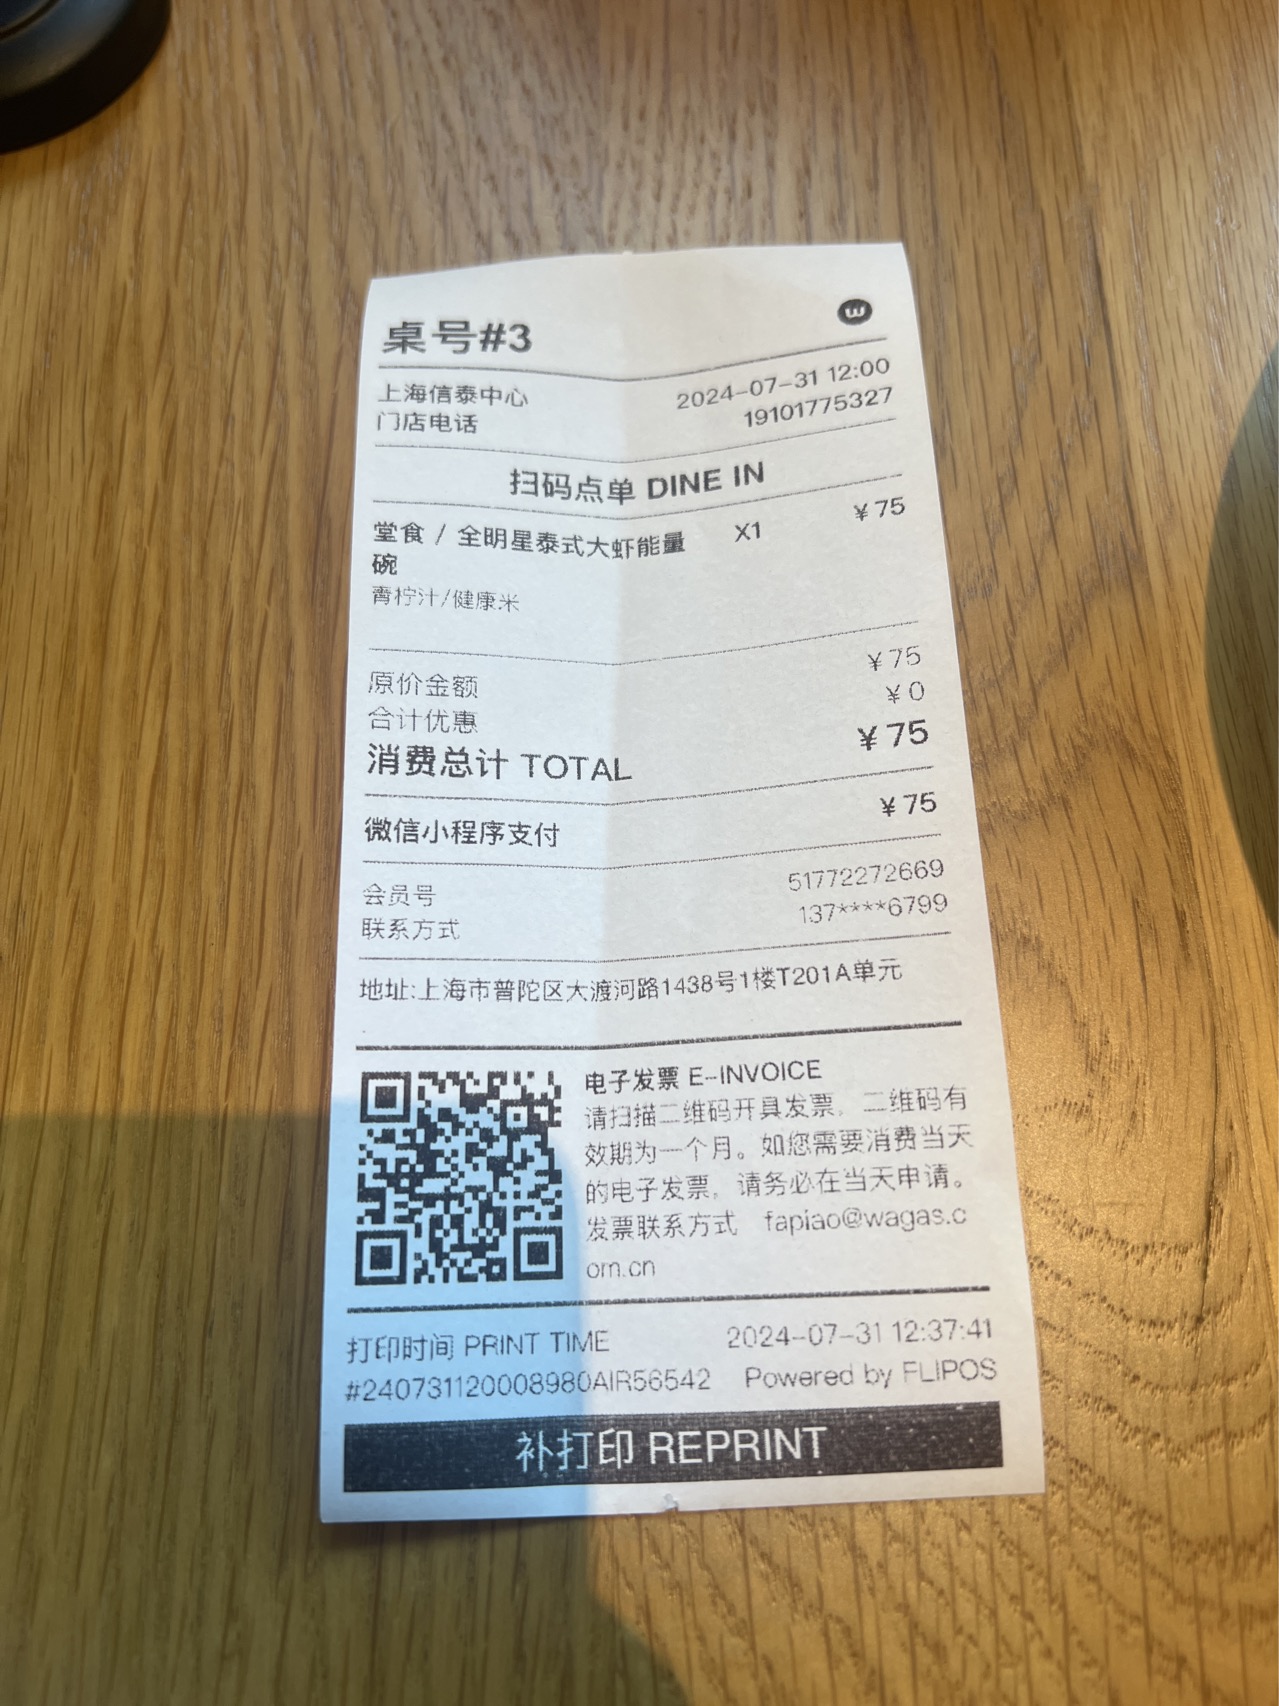 桌号#3
w
上海信泰中心 2024-07-31 12:00
门店电话 19101775327
扫码点单 DINE IN
堂食 / 全明星泰式大虾能量 X1 ¥75
碗
青柠汁/健康米
原价金额 ¥75
合计优惠 ¥0
消费总计 TOTAL ¥75
微信小程序支付 ¥75
会员号 51772272669
联系方式 137****6799
地址:上海市普陀区大渡河路1438号1楼T201A单元
电子发票 E-INVOICE
请扫描二维码开具发票，二维码有
效期为一个月。如您需要消费当天
的电子发票，请务必在当天申请。
发票联系方式 fapiao@wagas.c
om.cn
打印时间 PRINT TIME 2024-07-31 12:37:41
#240731120008980AIR56542 Powered by FLIPOS
补打印 REPRINT